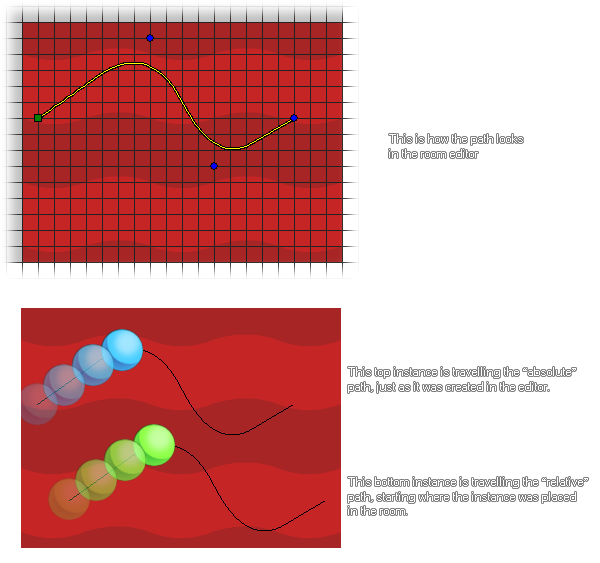 This is how the path looks
in the room editor
This top instance is travelling the “absolute”
path, just as it was created in the editor.
This bottom instance is travelling the “relative”
path, starting where the instance was placed
in the room.